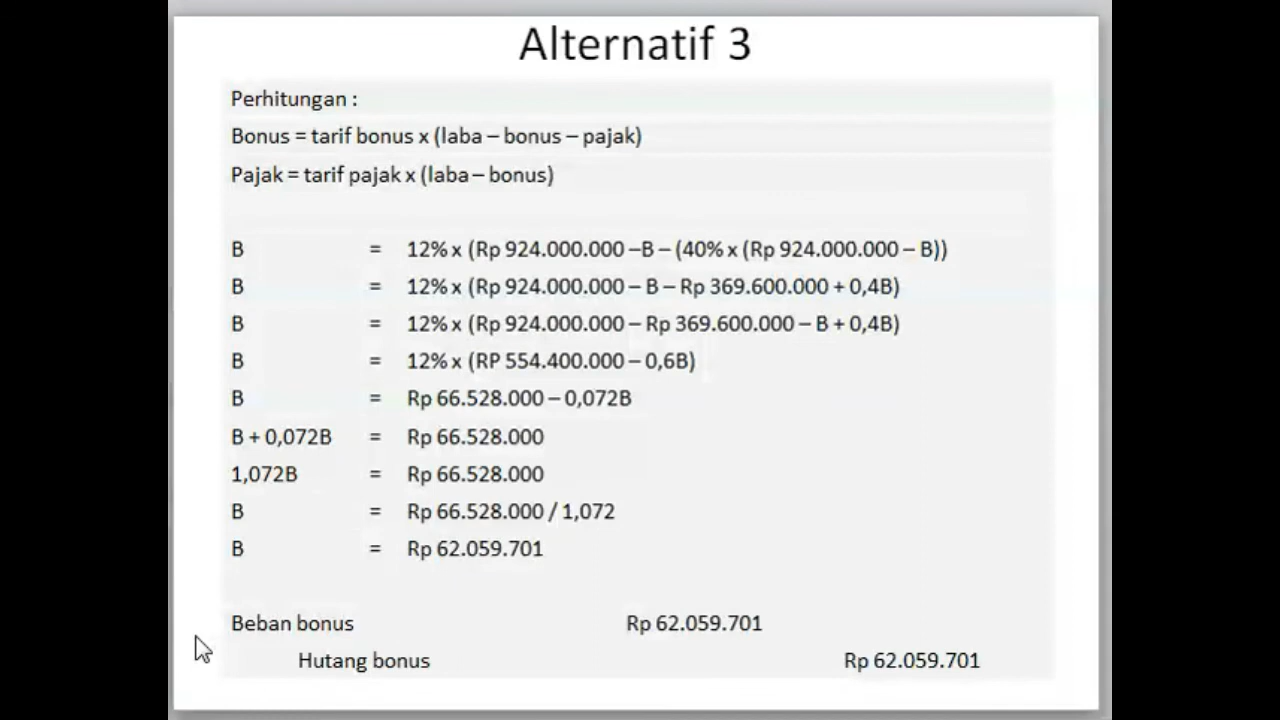 Alternatif 3
Perhitungan :
Bonus = tarif bonus x (laba – bonus – pajak)
Pajak = tarif pajak x (laba – bonus)
B = 12% x (Rp 924.000.000 –B – (40% x (Rp 924.000.000 – B))
B = 12% x (Rp 924.000.000 – B – Rp 369.600.000 + 0,4B)
B = 12% x (Rp 924.000.000 – Rp 369.600.000 – B + 0,4B)
B = 12% x (RP 554.400.000 – 0,6B)
B = Rp 66.528.000 – 0,072B
B + 0,072B = Rp 66.528.000
1,072B = Rp 66.528.000
B = Rp 66.528.000 / 1,072
B = Rp 62.059.701
Beban bonus Rp 62.059.701
Hutang bonus Rp 62.059.701